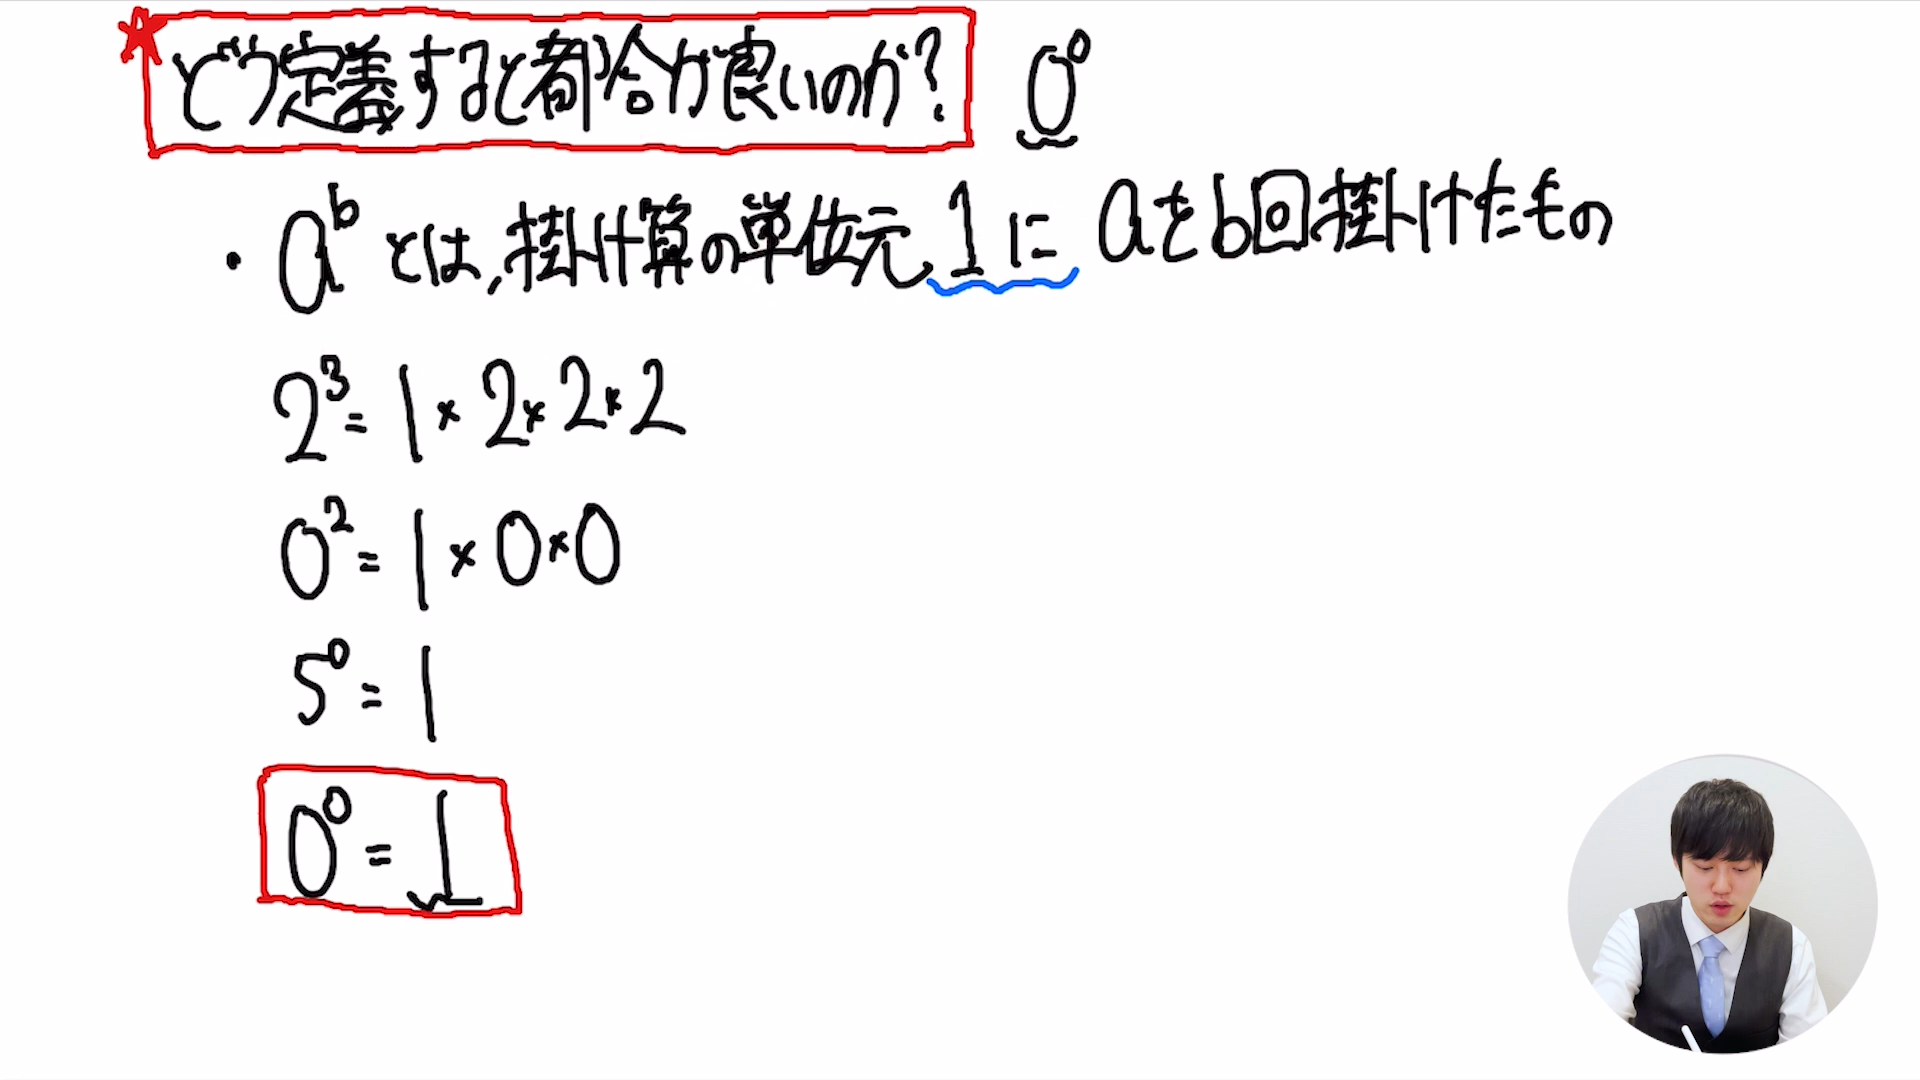 どう定義すると都合が良いのか? 0⁰
・aᵇとは,掛け算の単位元1にaをb回掛けたもの
2³=1×2×2×2
0²=1×0×0
5⁰=1
0⁰=1